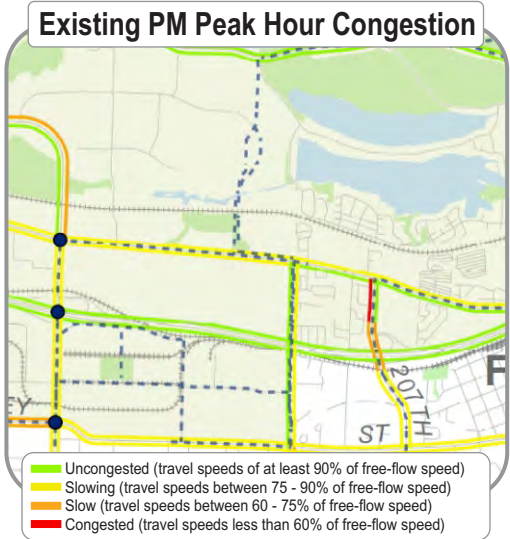 Existing PM Peak Hour Congestion
F
207TH
EY
ST
Uncongested (travel speeds of at least 90% of free-flow speed)
Slowing (travel speeds between 75 - 90% of free-flow speed)
Slow (travel speeds between 60 - 75% of free-flow speed)
Congested (travel speeds less than 60% of free-flow speed)